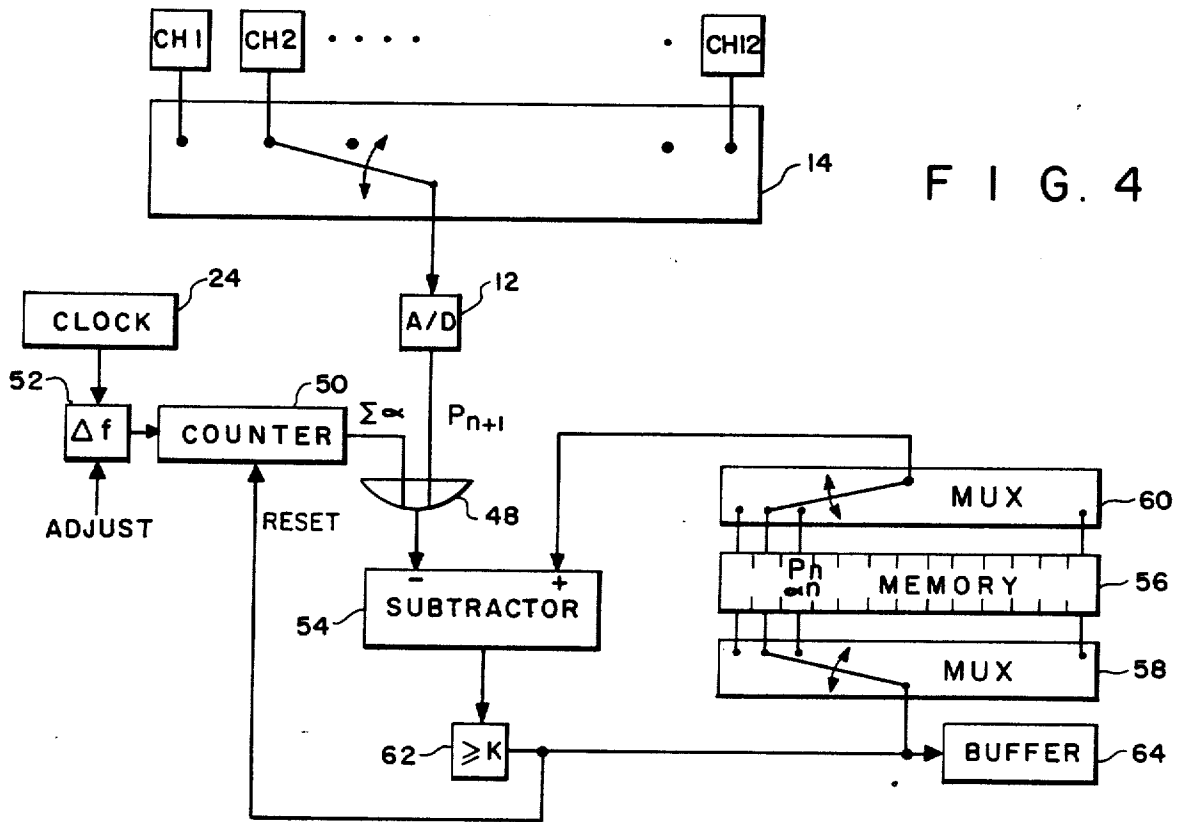 CH1 CH2 CH12
14
F I G. 4
24
CLOCK
12
A/D
52
Δf
50
COUNTER
Σ∝
Pn+1
ADJUST
RESET
48
MUX
60
Pn
∝n
MEMORY
56
− +
SUBTRACTOR
54
MUX
58
62
≥K
BUFFER
64